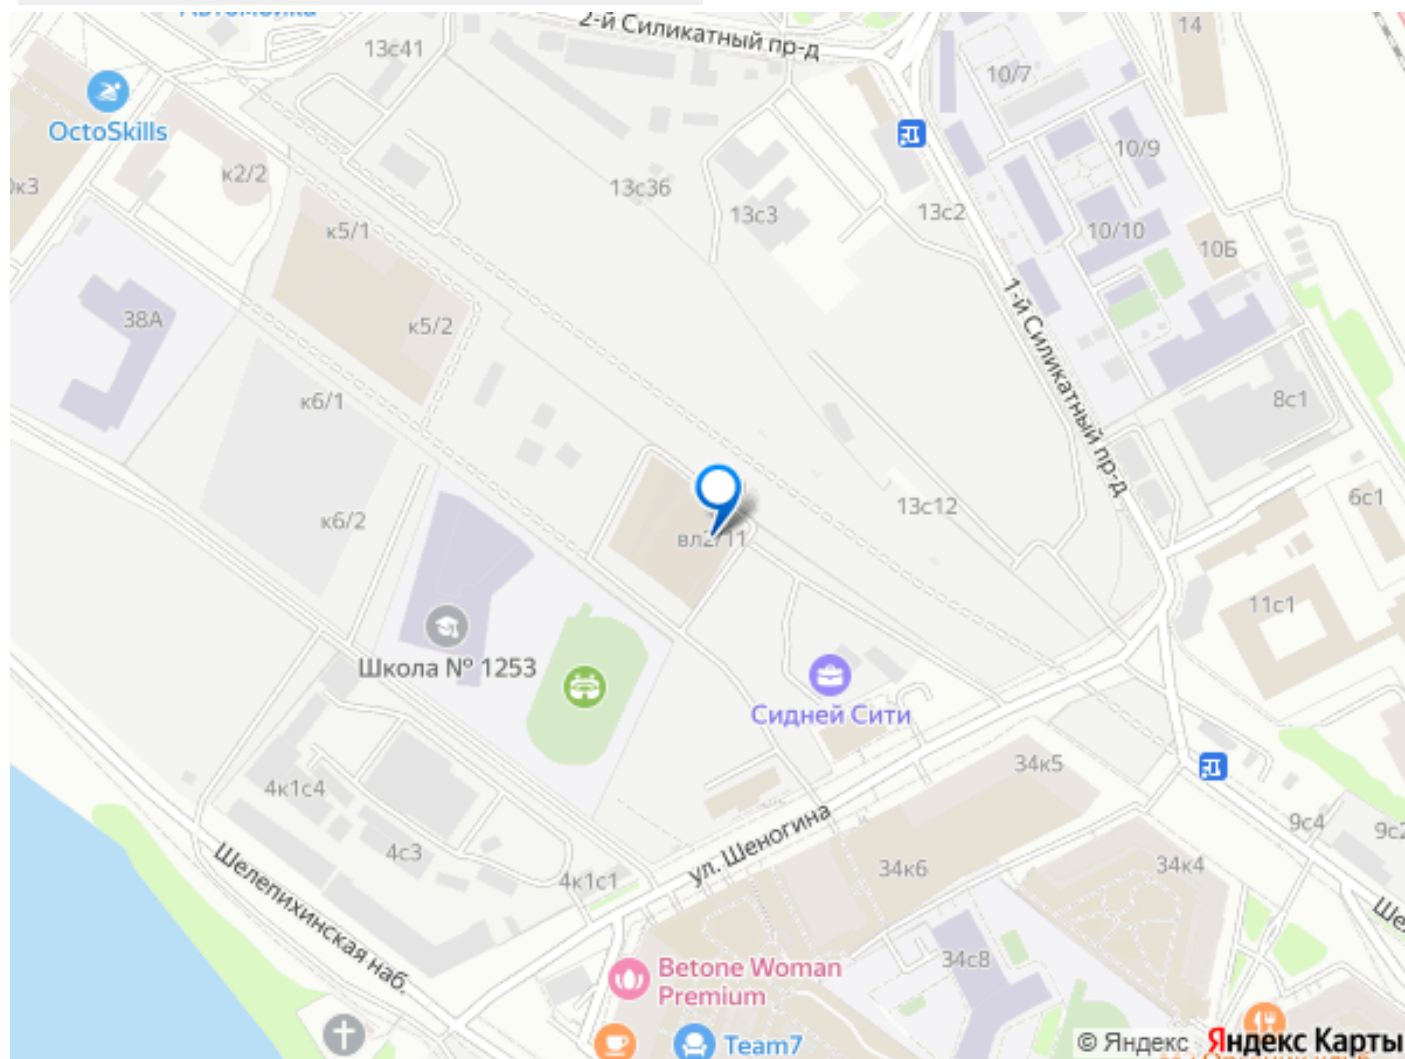 2-й Силикатный пр-д
14
13с41
10/7
OctoSkills
10/9
к2/2
13с36
13с3
13с2
к5/1
10/10
10Б
1-й Силикатный пр-д
38А
к5/2
к6/1
8с1
6с1
13с12
к6/2
вл2/11
11с1
Школа № 1253
Сидней Сити
34к5
4к1с4
ул. Шеногина
9с4
4с3
34к6
34к4
4к1с1
Шелепихинская наб.
34с8
Betone Woman
Premium
Team7
© Яндекс Яндекс Карты